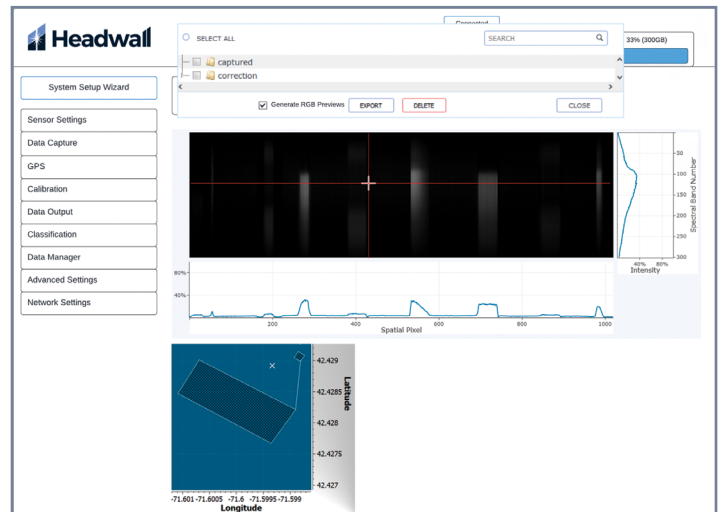 Headwall
Connected
SELECT ALL
SEARCH
33% (300GB)
captured
correction
Generate RGB Previews
EXPORT
DELETE
CLOSE
System Setup Wizard
Sensor Settings
Data Capture
GPS
Calibration
Data Output
Classification
Data Manager
Advanced Settings
Network Settings
50
100
150
200
250
300
Spectral Band Number
40% 80%
Intensity
80%
40%
200 400 600 800 1000
Spatial Pixel
42.429
42.4285
42.428
42.4275
42.427
Latitude
-71.601 -71.6005 -71.6 -71.5995 -71.599
Longitude